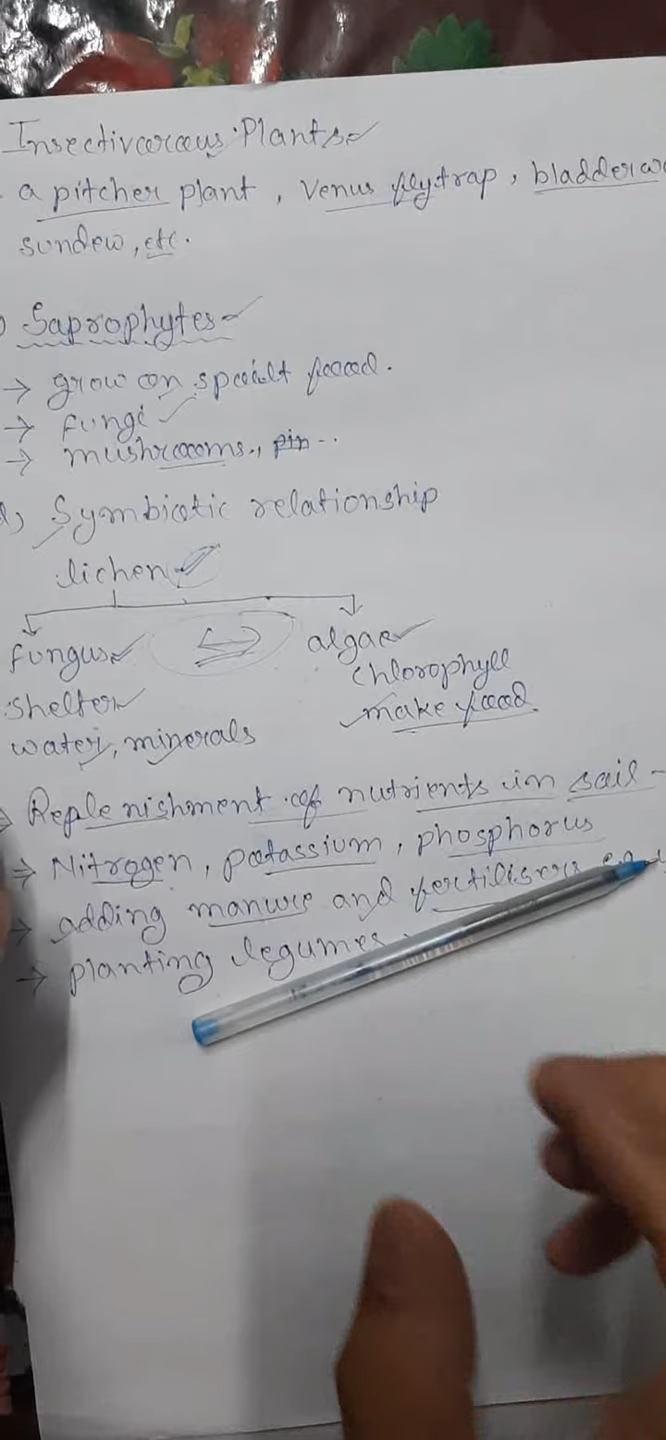 Insectivorous Plants
a pitcher plant, Venus flytrap, bladderwo
sundew, etc.
Saprophytes
→ grow on spoilt food.
→ fungi
→ mushrooms., pin ..
Symbiotic relationship
lichen
fungus ⇔ algae
chlorophyll
shelter
make food.
water, minerals
Replenishment of nutrients in soil -
→ Nitrogen, potassium, phosphorus
→ adding manure and fertilisers
→ planting legumes